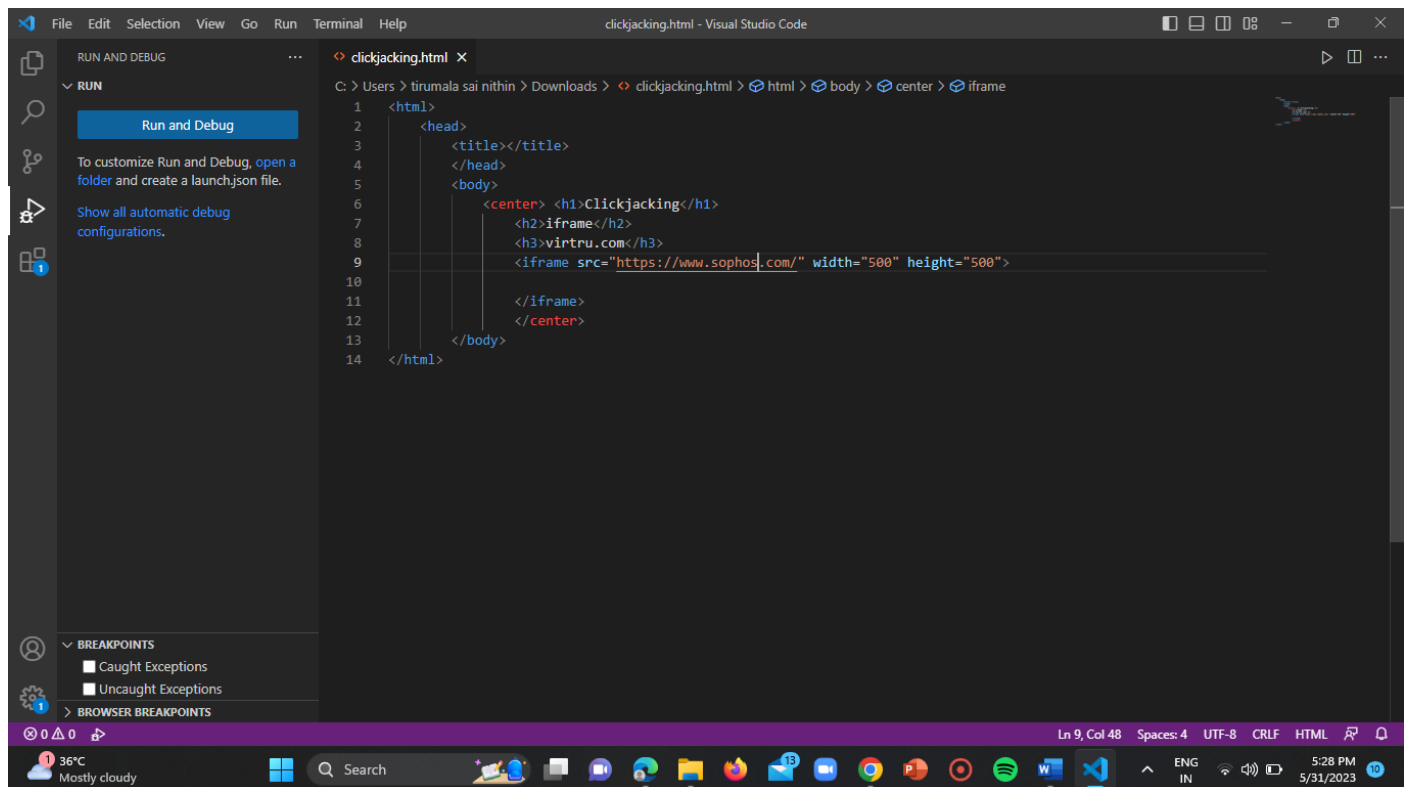 File Edit Selection View Go Run Terminal Help clickjacking.html - Visual Studio Code
RUN AND DEBUG ...
RUN
Run and Debug
To customize Run and Debug, open a
folder and create a launch.json file.
Show all automatic debug
configurations.
1
clickjacking.html
C: > Users > tirumala sai nithin > Downloads > clickjacking.html > html > body > center > iframe
1 <html>
2 <head>
3 <title></title>
4 </head>
5 <body>
6 <center> <h1>Clickjacking</h1>
7 <h2>iframe</h2>
8 <h3>virtru.com</h3>
9 <iframe src="https://www.sophos.com/" width="500" height="500">
10
11 </iframe>
12 </center>
13 </body>
14 </html>
BREAKPOINTS
Caught Exceptions
Uncaught Exceptions
1
BROWSER BREAKPOINTS
0 0 Ln 9, Col 48 Spaces: 4 UTF-8 CRLF HTML
1 36°C
Mostly cloudy
Search
13
ENG
IN
5:28 PM
5/31/2023
10